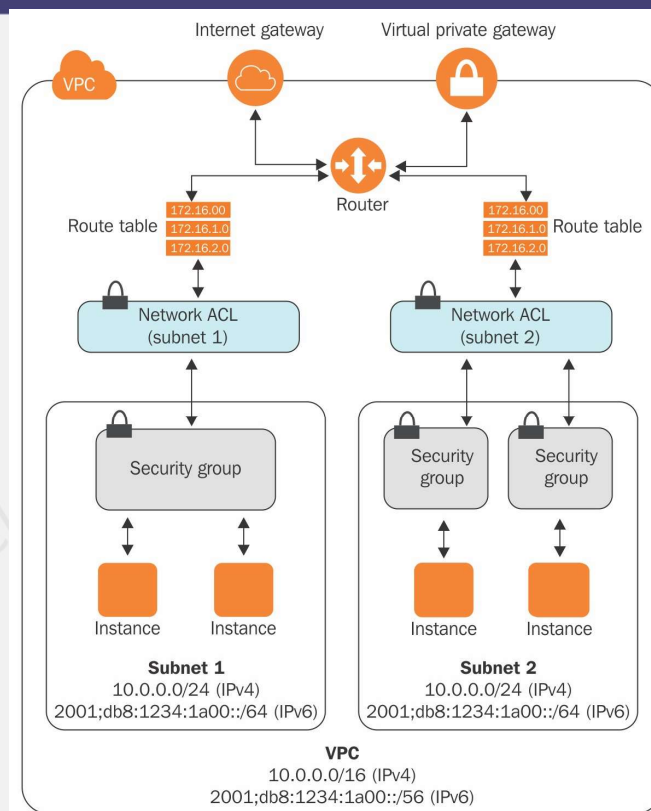 Internet gateway
Virtual private gateway
VPC
Router
Route table
172.16.00
172.16.1.0
172.16.2.0
172.16.00
172.16.1.0
172.16.2.0
Route table
Network ACL
(subnet 1)
Network ACL
(subnet 2)
Security group
Security
group
Security
group
Instance
Instance
Instance
Instance
Subnet 1
10.0.0.0/24 (IPv4)
2001;db8:1234:1a00::/64 (IPv6)
Subnet 2
10.0.0.0/24 (IPv4)
2001;db8:1234:1a00::/64 (IPv6)
VPC
10.0.0.0/16 (IPv4)
2001;db8:1234:1a00::/56 (IPv6)